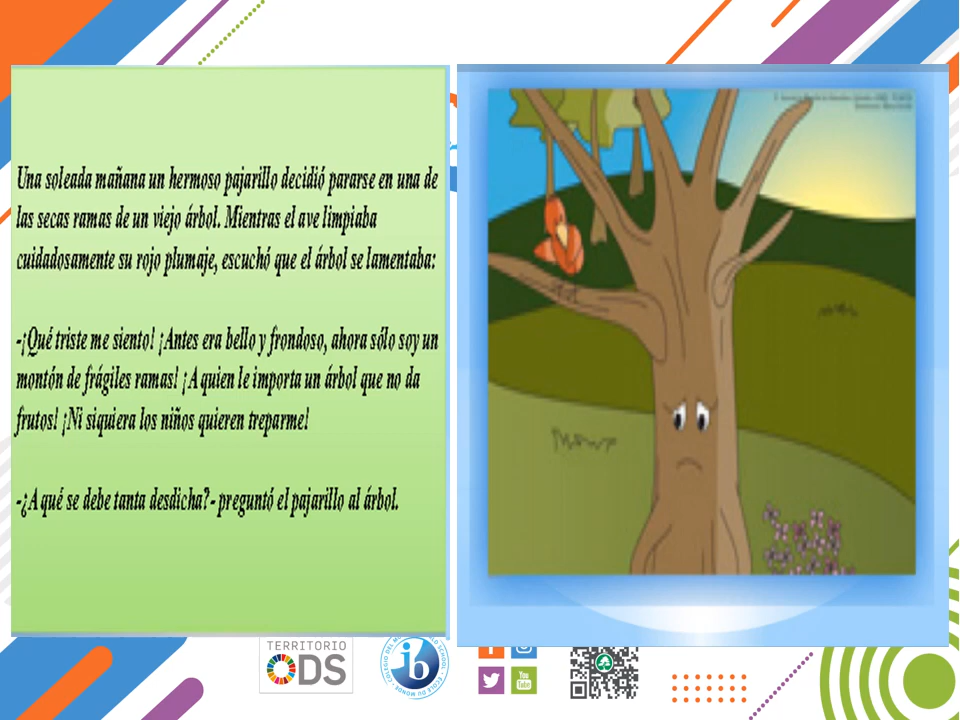 Una soleada mañana un hermoso pajarillo decidió pararse en una de
las secas ramas de un viejo árbol. Mientras el ave limpiaba
cuidadosamente su rojo plumaje, escuchó que el árbol se lamentaba:
-¡Qué triste me siento! ¡Antes era bello y frondoso, ahora sólo soy un
montón de frágiles ramas! ¡A quien le importa un árbol que no da
frutos! ¡Ni siquiera los niños quieren treparme!
-¿A qué se debe tanta desdicha?- preguntó el pajarillo al árbol.
TERRITORIO
ODS
ib
You
Tube